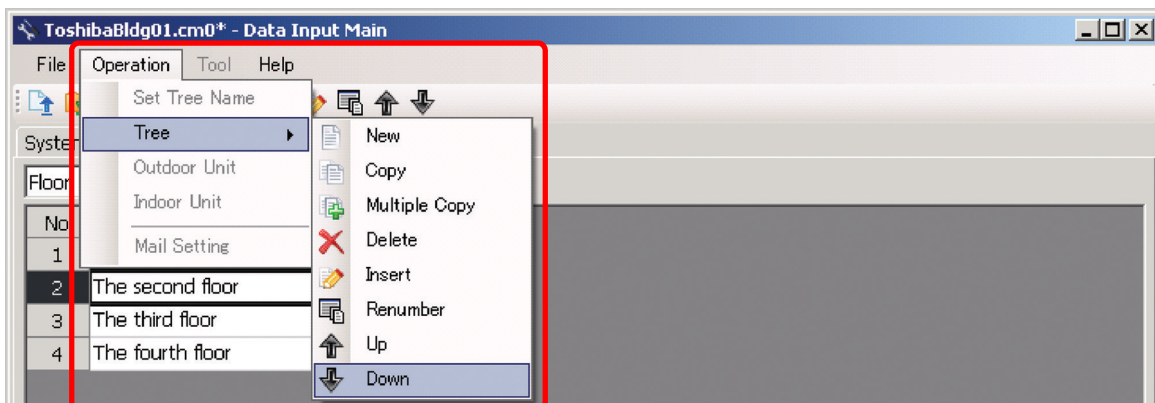 ToshibaBldg01.cm0* - Data Input Main
File Operation Tool Help
Set Tree Name
Tree
Outdoor Unit
Indoor Unit
Mail Setting
New
Copy
Multiple Copy
Delete
Insert
Renumber
Up
Down
Syste
Floor
No
1
2 The second floor
3 The third floor
4 The fourth floor